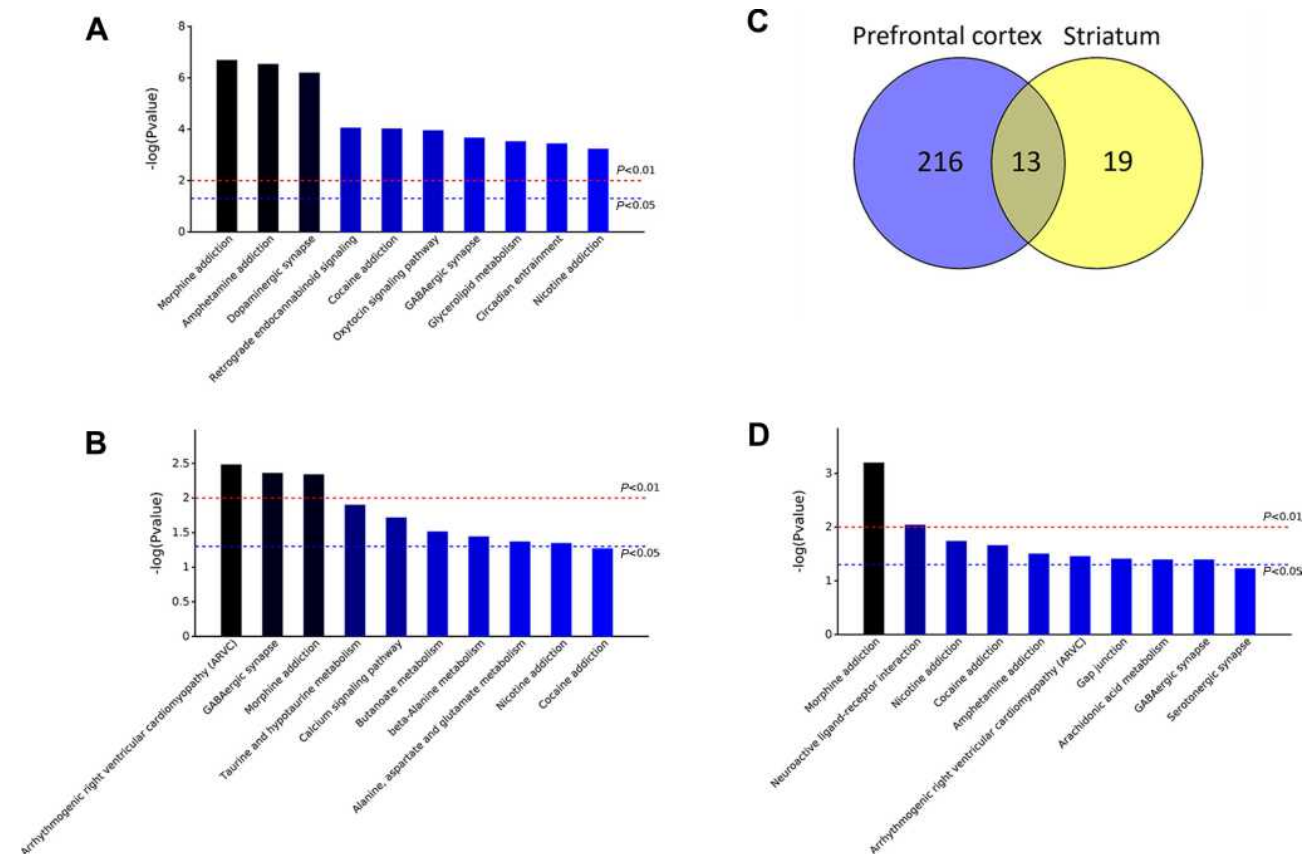 A
8
6
4
2
0
-log(Pvalue)
P<0.01
P<0.05
Morphine addiction
Amphetamine addiction
Dopaminergic synapse
Retrograde endocannabinoid signaling
Cocaine addiction
Oxytocin signaling pathway
GABAergic synapse
Glycerolipid metabolism
Circadian entrainment
Nicotine addiction
C
Prefrontal cortex Striatum
216 13 19
B
2.5
2
1.5
1
0.5
0
-log(Pvalue)
P<0.01
P<0.05
Arrhythmogenic right ventricular cardiomyopathy (ARVC)
GABAergic synapse
Morphine addiction
Taurine and hypotaurine metabolism
Calcium signaling pathway
Butanoate metabolism
beta-Alanine metabolism
Alanine, aspartate and glutamate metabolism
Nicotine addiction
Cocaine addiction
D
3
2
1
0
-log(Pvalue)
P<0.01
P<0.05
Morphine addiction
Neuroactive ligand-receptor interaction
Nicotine addiction
Cocaine addiction
Amphetamine addiction
Arrhythmogenic right ventricular cardiomyopathy (ARVC)
Gap junction
Arachidonic acid metabolism
GABAergic synapse
Serotonergic synapse